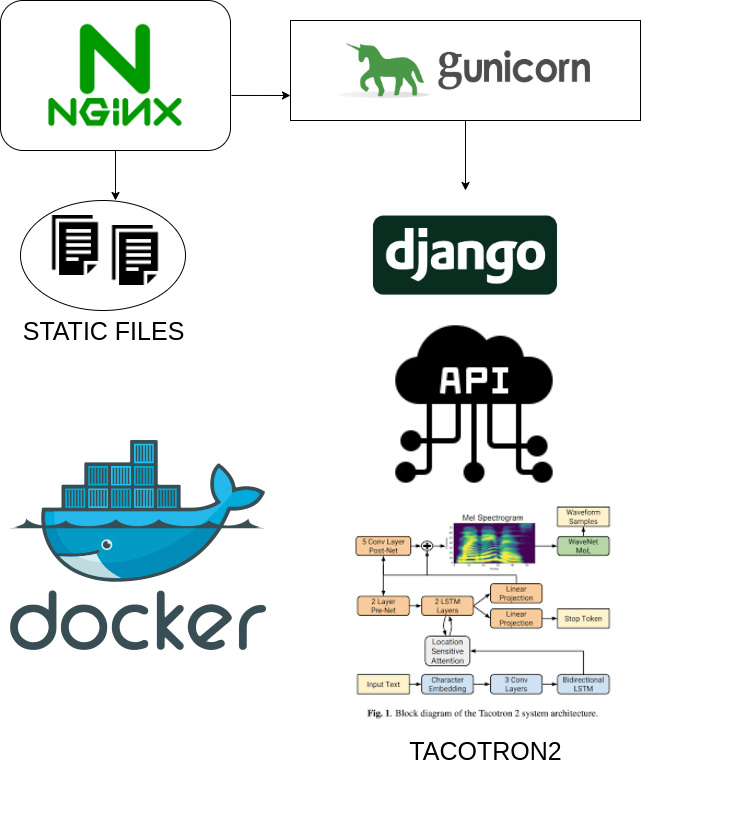 NGiNX
gunicorn
django
STATIC FILES
API
docker
Mel Spectrogram
Waveform
Samples
5 Conv Layer
Post-Net
WaveNet
MoL
2 Layer
Pre-Net
2 LSTM
Layers
Linear
Projection
Linear
Projection
Stop Token
Location
Sensitive
Attention
Input Text
Character
Embedding
3 Conv
Layers
Bidirectional
LSTM
Fig. 1. Block diagram of the Tacotron 2 system architecture.
TACOTRON2